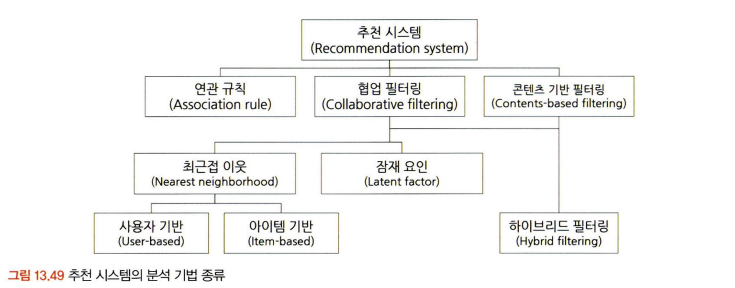 추천 시스템
(Recommendation system)
연관 규칙
(Association rule)
협업 필터링
(Collaborative filtering)
콘텐츠 기반 필터링
(Contents-based filtering)
최근접 이웃
(Nearest neighborhood)
잠재 요인
(Latent factor)
사용자 기반
(User-based)
아이템 기반
(Item-based)
하이브리드 필터링
(Hybrid filtering)
그림 13.49 추천 시스템의 분석 기법 종류